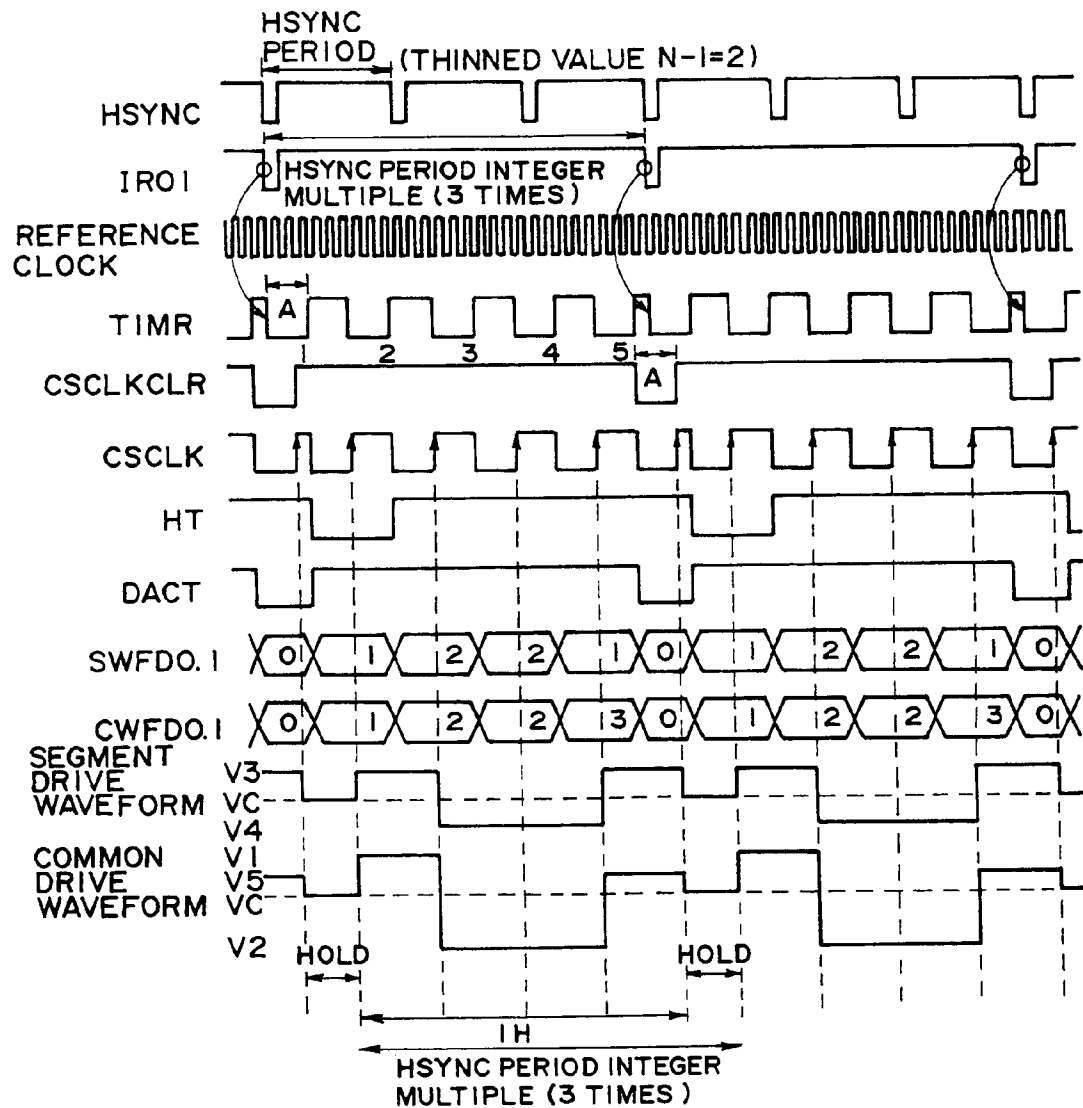 HSYNC
PERIOD
(THINNED VALUE N-1=2)
HSYNC
HSYNC PERIOD INTEGER
MULTIPLE (3 TIMES)
IRO1
REFERENCE
CLOCK
A
TIMR
1 2 3 4 5
A
CSCLKCLR
CSCLK
HT
DACT
SWFDO.1 0 1 2 2 1 0 1 2 2 1 0
CWFDO.1 0 1 2 2 3 0 1 2 2 3 0
SEGMENT
DRIVE
WAVEFORM
V3
VC
V4
COMMON
DRIVE
WAVEFORM
V1
V5
VC
V2
HOLD HOLD
1H
HSYNC PERIOD INTEGER
MULTIPLE (3 TIMES)